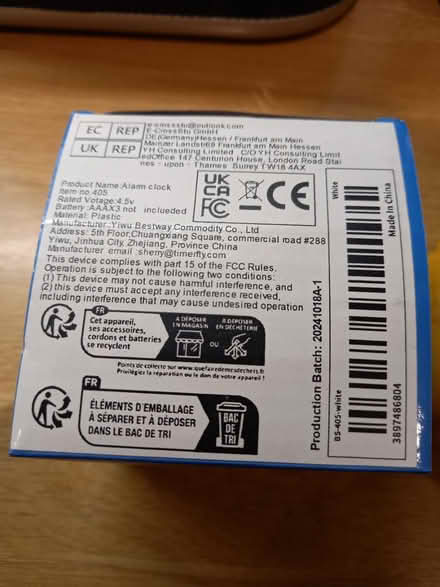 EC REP
e-crossstu@outlook.com
E-CrossStu GmbH
DE(Germany)Hessen / Frankfurt am Main
Mainzer Landstr69 Frankfurt am Main Hessen
UK REP
YH Consulting Limited C/O YH Consulting Limit
edOffice 147 Centurion House, London Road Stai
nes - upon - Thames Surrey TW18 4AX
Product Name:Alarm clock
Item no.405
Rated Votage:4.5v
Battery:AAAX3 not included
Material: Plastic
UK
CA
CE
FC
Manufacturer :Yiwu Bestway Commodity Co., Ltd
Address: 5th Floor,Chuangxiang Square, commercial road #288
Yiwu, Jinhua City, Zhejiang, Province China
Manufacturer email :sherry@timerfly.com
This device complies with part 15 of the FCC Rules.
Operation is subject to the following two conditions:
(1) This device may not cause harmful interference, and
(2) this device must accept any interference received,
including interference that may cause undesired operation
FR
Cet appareil,
ses accessoires,
cordons et batteries
se recyclent
À DÉPOSER
EN MAGASIN
OU
À DÉPOSER
EN DÉCHÈTERIE
Points de collecte sur www.quefairedemesdechets.fr
Privilégiez la réparation ou le don de votre appareil !
FR
ÉLÉMENTS D'EMBALLAGE
À SÉPARER ET À DÉPOSER
DANS LE BAC DE TRI
BAC
DE
TRI
Production Batch: 20241018A-1
White
BS-405-white
Made In China
3897486804